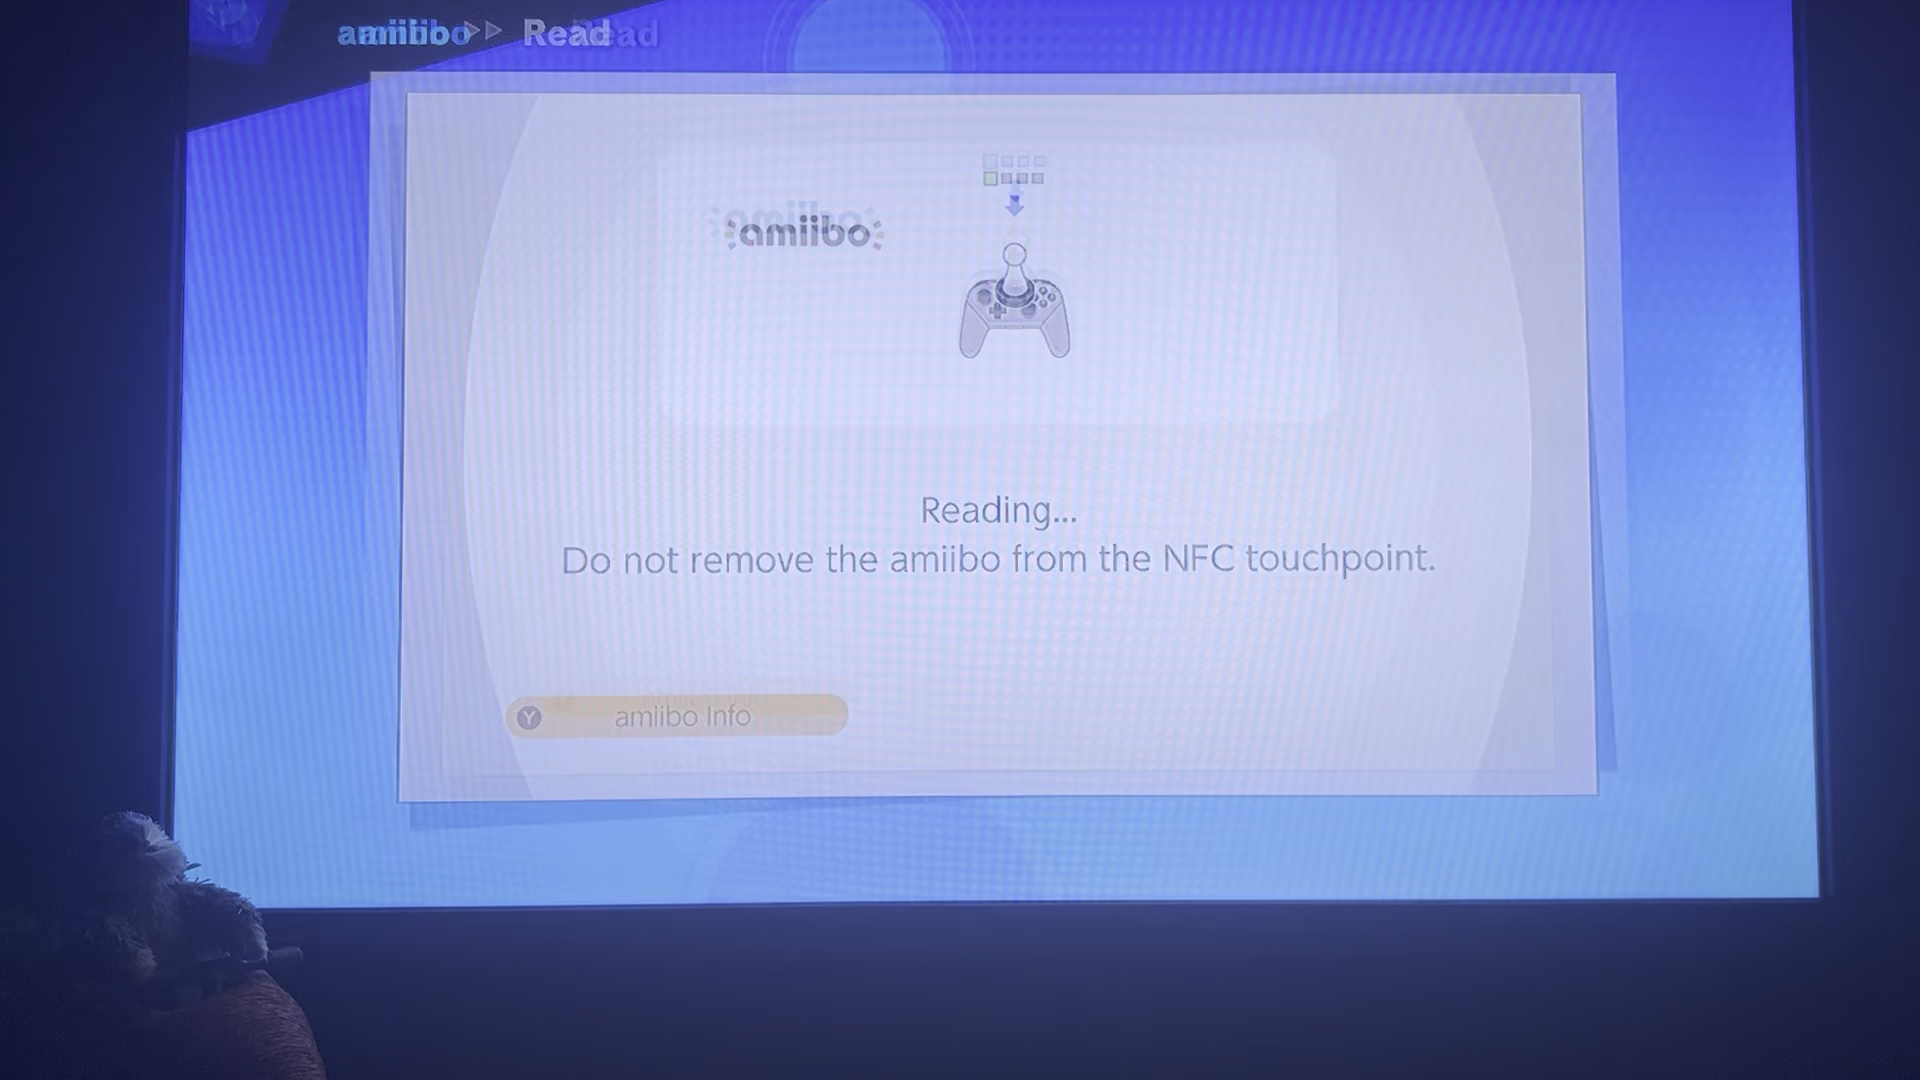 amiibo ▷▷ Read
amiibo
Reading...
Do not remove the amiibo from the NFC touchpoint.
Y amiibo Info